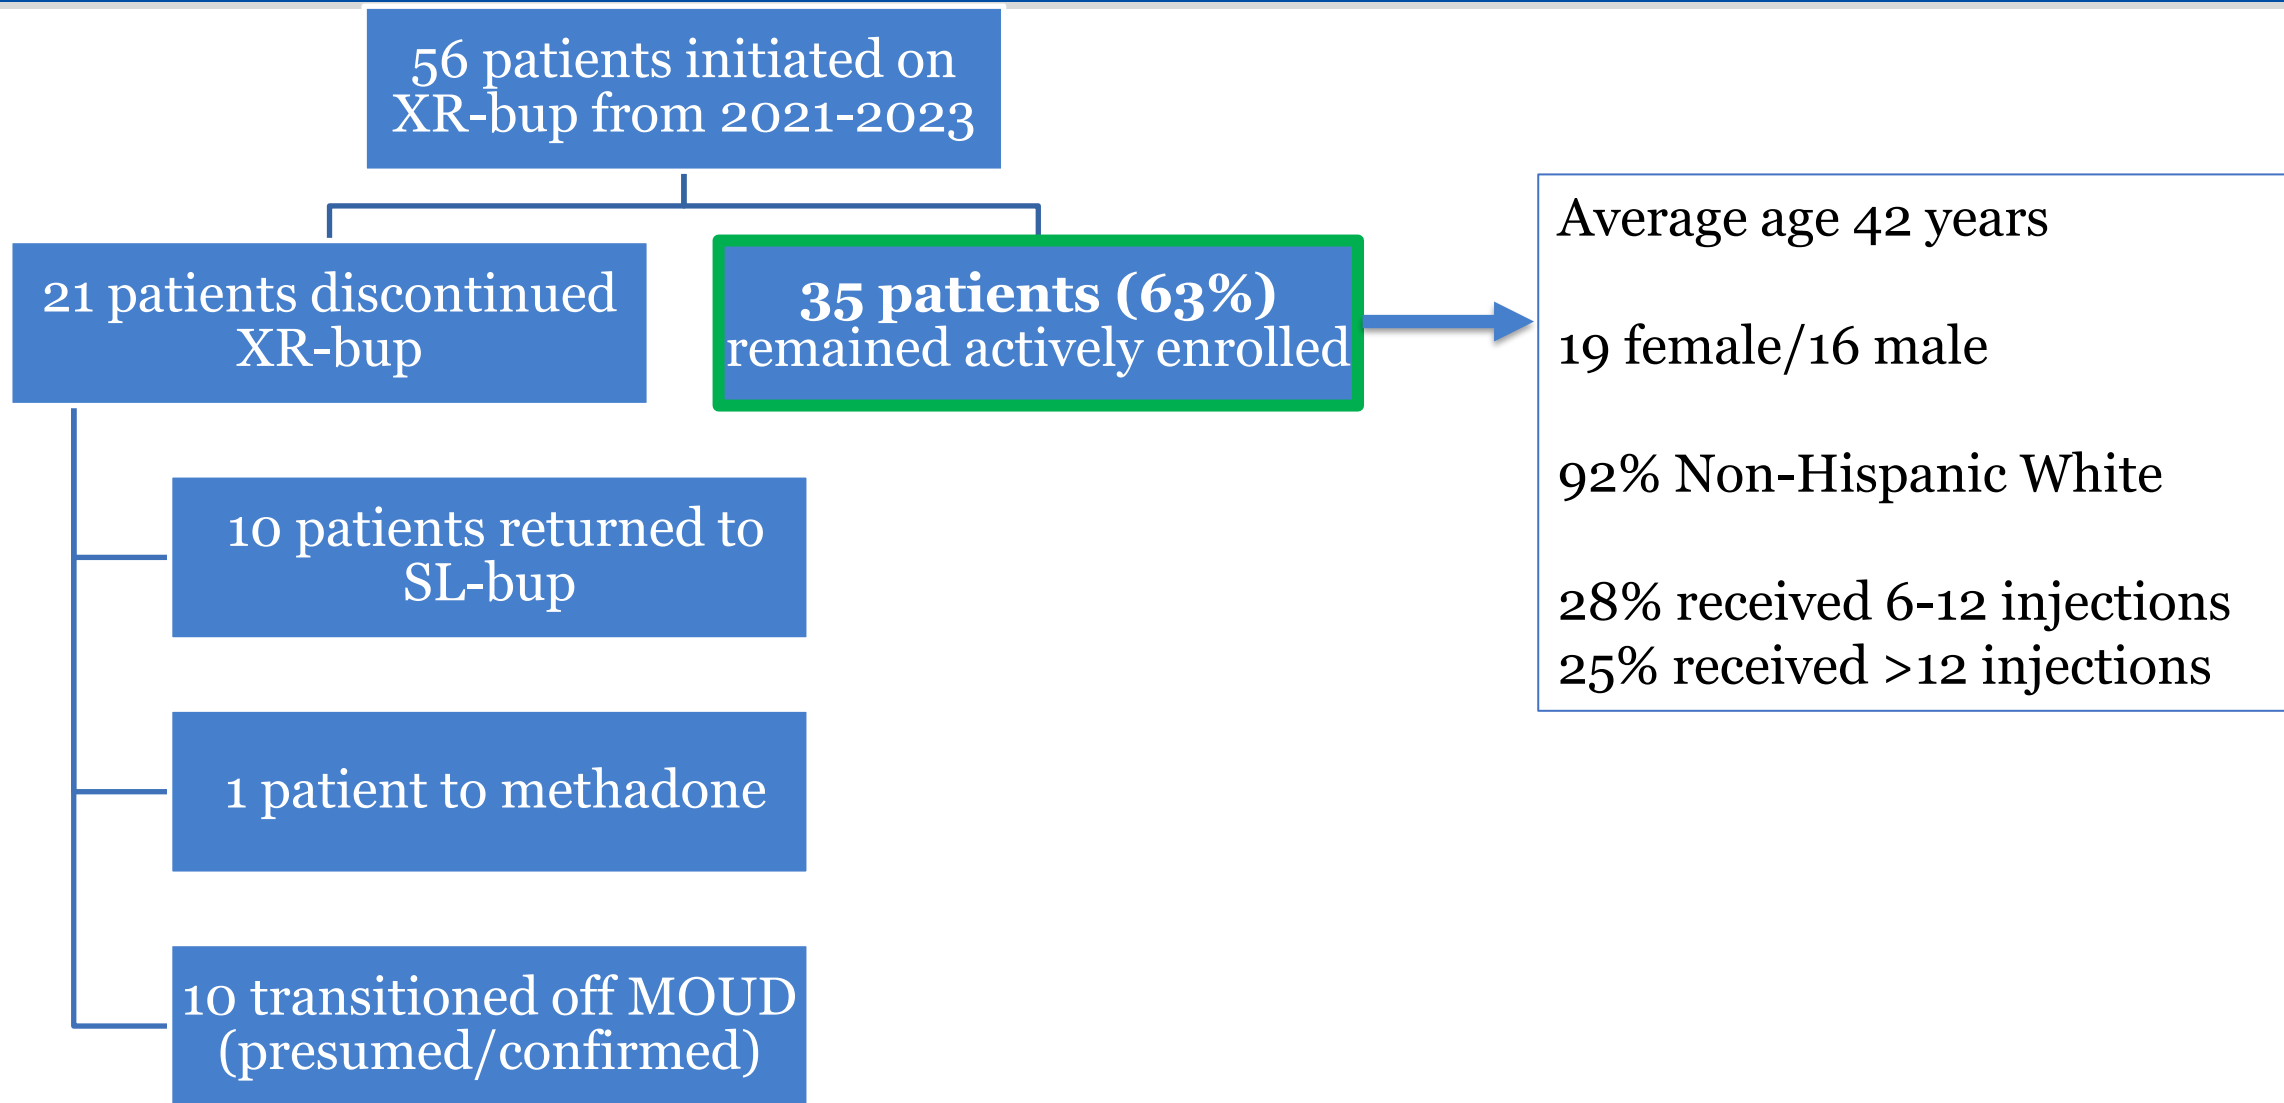 56 patients initiated on
XR-bup from 2021-2023
21 patients discontinued
XR-bup
35 patients (63%)
remained actively enrolled
10 patients returned to
SL-bup
1 patient to methadone
10 transitioned off MOUD
(presumed/confirmed)
Average age 42 years
19 female/16 male
92% Non-Hispanic White
28% received 6-12 injections
25% received >12 injections